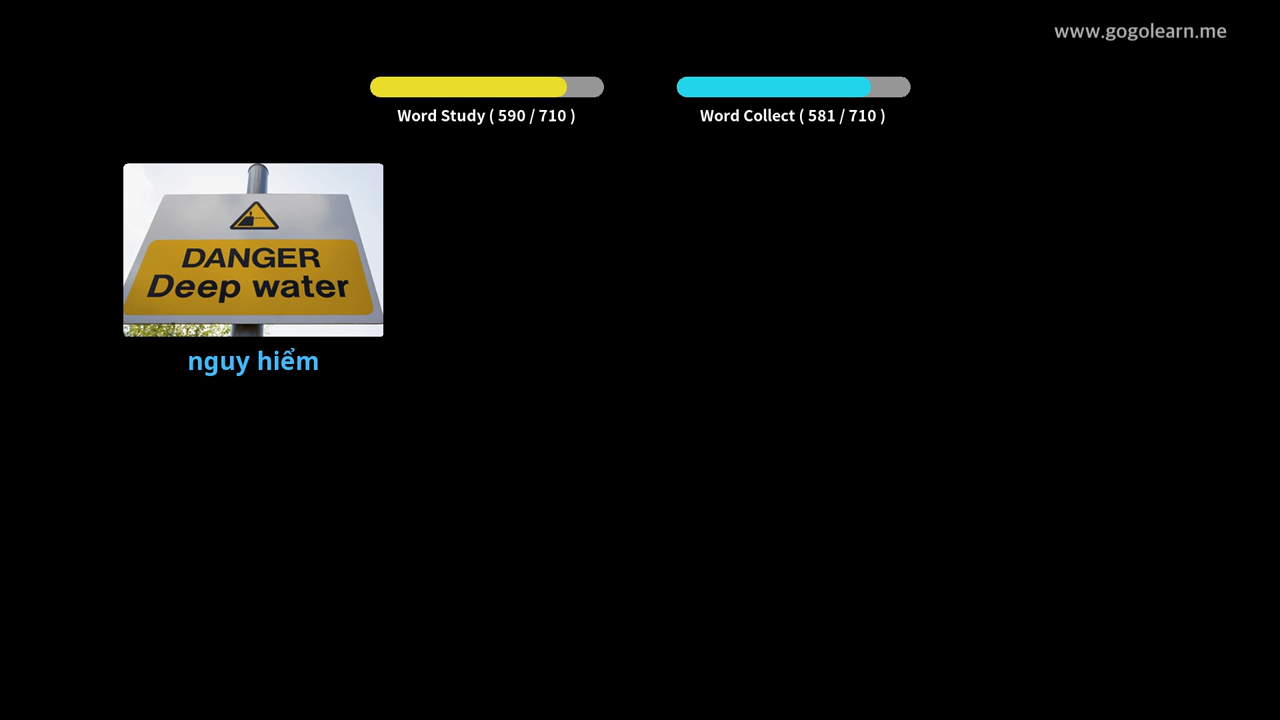 www.gogolearn.me
Word Study ( 590 / 710 )
Word Collect ( 581 / 710 )
DANGER
Deep water
nguy hiểm